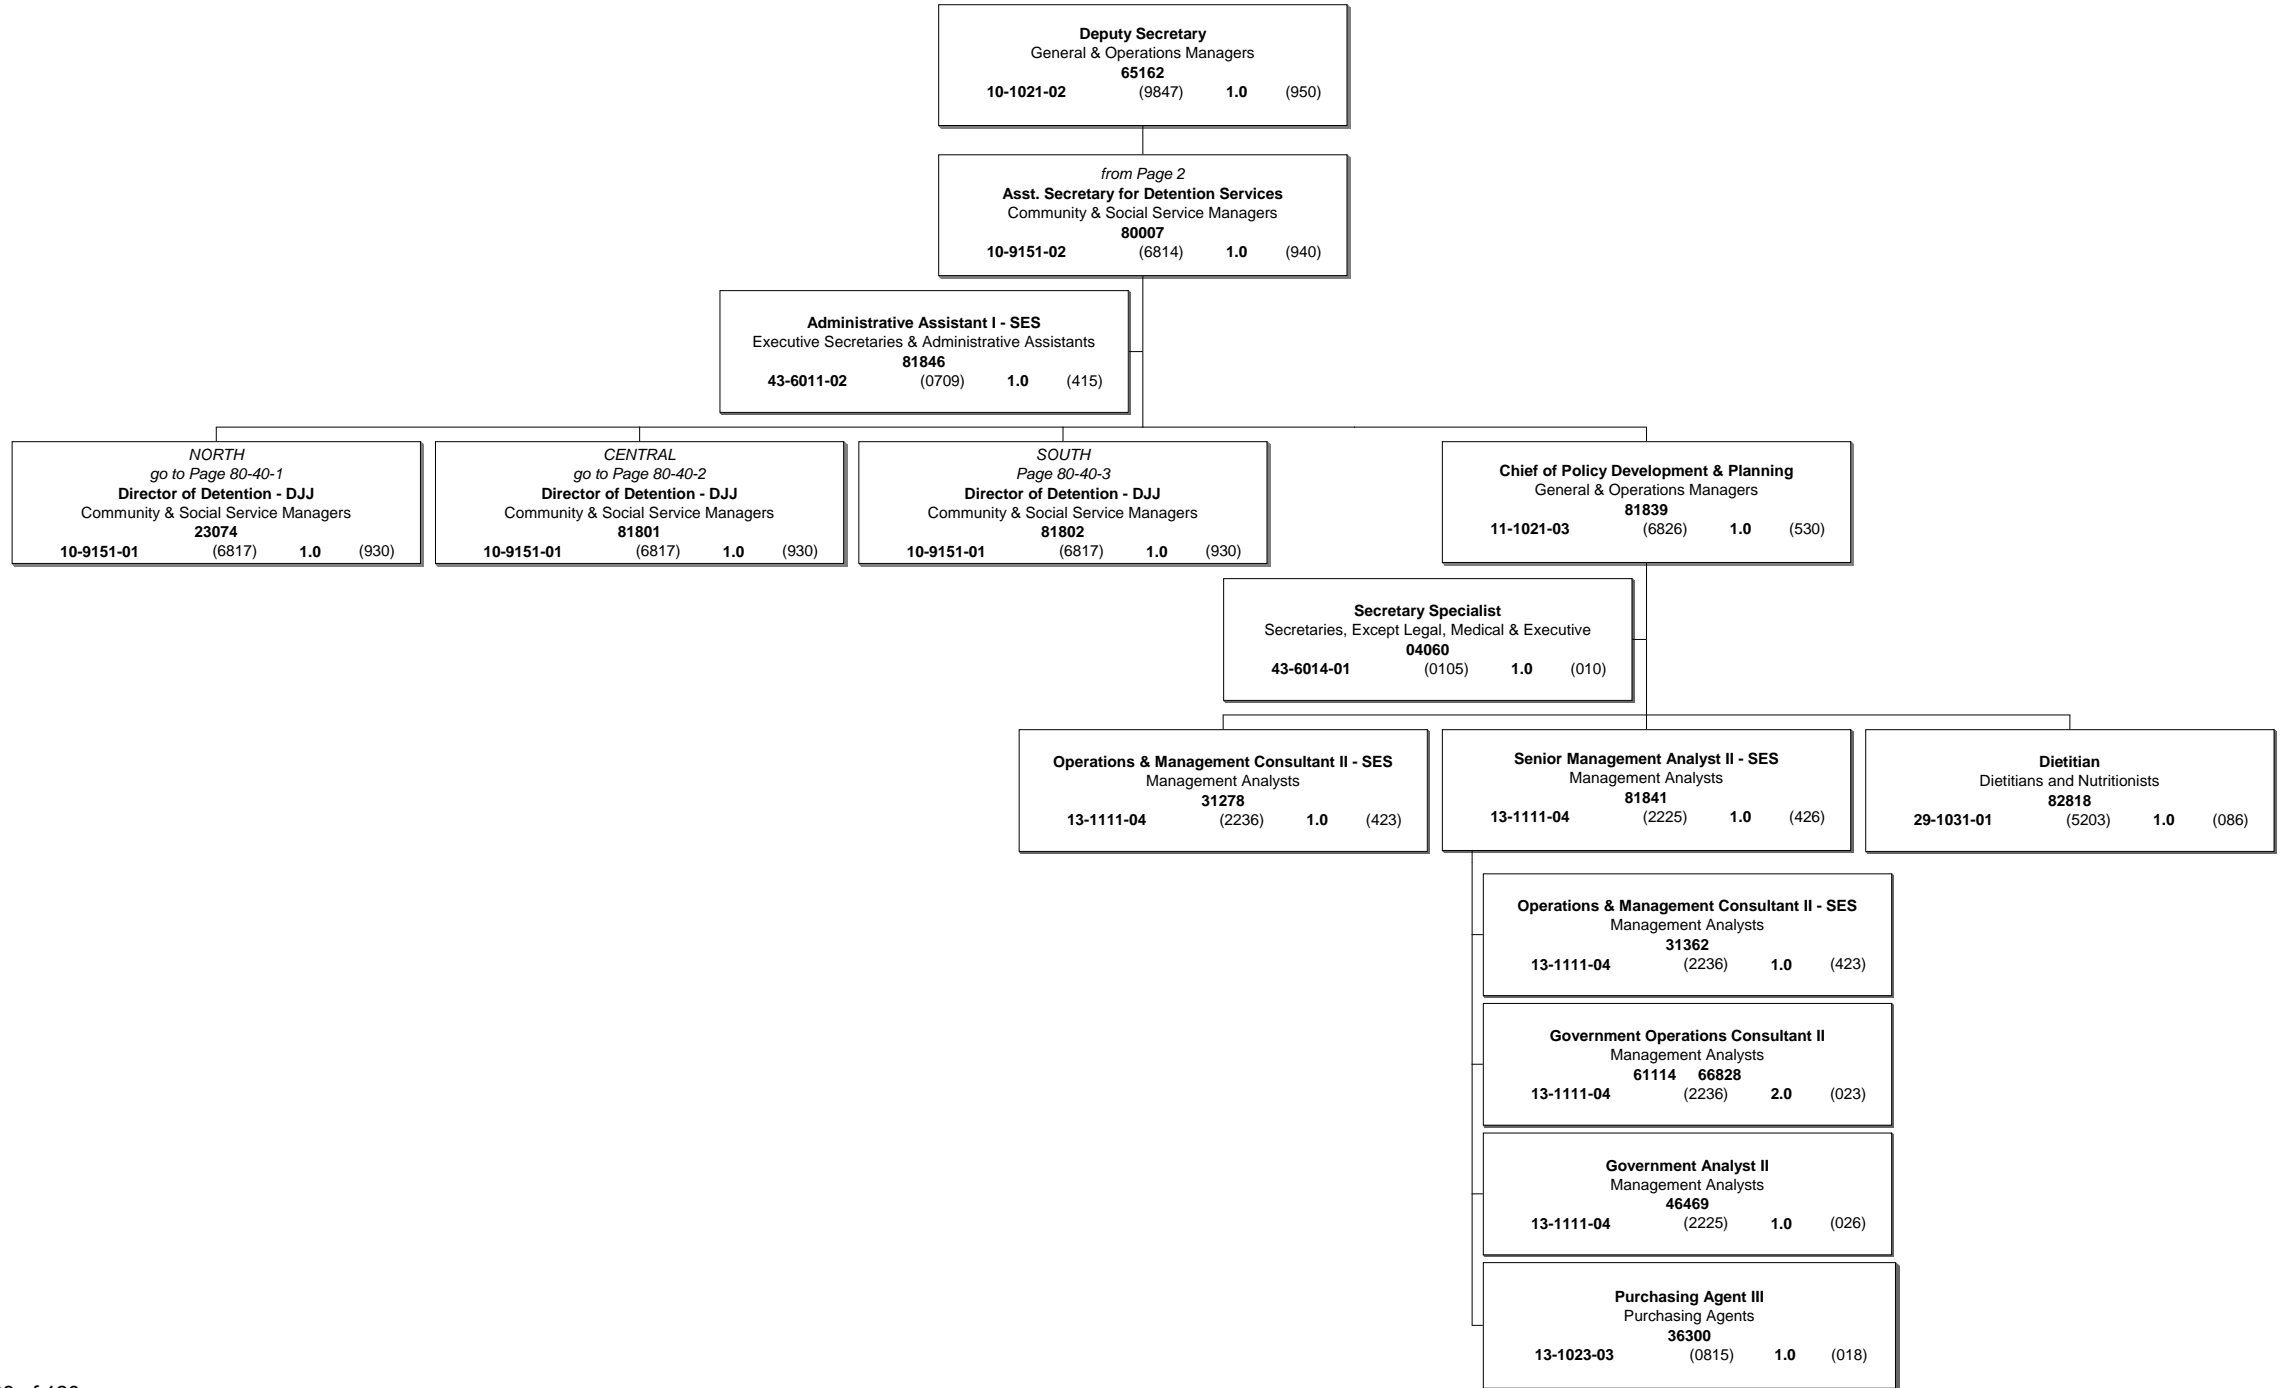 Deputy Secretary
General & Operations Managers
65162
10-1021-02 (9847) 1.0 (950)
from Page 2
Asst. Secretary for Detention Services
Community & Social Service Managers
80007
10-9151-02 (6814) 1.0 (940)
Administrative Assistant I - SES
Executive Secretaries & Administrative Assistants
81846
43-6011-02 (0709) 1.0 (415)
NORTH
go to Page 80-40-1
Director of Detention - DJJ
Community & Social Service Managers
23074
10-9151-01 (6817) 1.0 (930)
CENTRAL
go to Page 80-40-2
Director of Detention - DJJ
Community & Social Service Managers
81801
10-9151-01 (6817) 1.0 (930)
SOUTH
Page 80-40-3
Director of Detention - DJJ
Community & Social Service Managers
81802
10-9151-01 (6817) 1.0 (930)
Chief of Policy Development & Planning
General & Operations Managers
81839
11-1021-03 (6826) 1.0 (530)
Secretary Specialist
Secretaries, Except Legal, Medical & Executive
04060
43-6014-01 (0105) 1.0 (010)
Operations & Management Consultant II - SES
Management Analysts
31278
13-1111-04 (2236) 1.0 (423)
Senior Management Analyst II - SES
Management Analysts
81841
13-1111-04 (2225) 1.0 (426)
Dietitian
Dietitians and Nutritionists
82818
29-1031-01 (5203) 1.0 (086)
Operations & Management Consultant II - SES
Management Analysts
31362
13-1111-04 (2236) 1.0 (423)
Government Operations Consultant II
Management Analysts
61114 66828
13-1111-04 (2236) 2.0 (023)
Government Analyst II
Management Analysts
46469
13-1111-04 (2225) 1.0 (026)
Purchasing Agent III
Purchasing Agents
36300
13-1023-03 (0815) 1.0 (018)